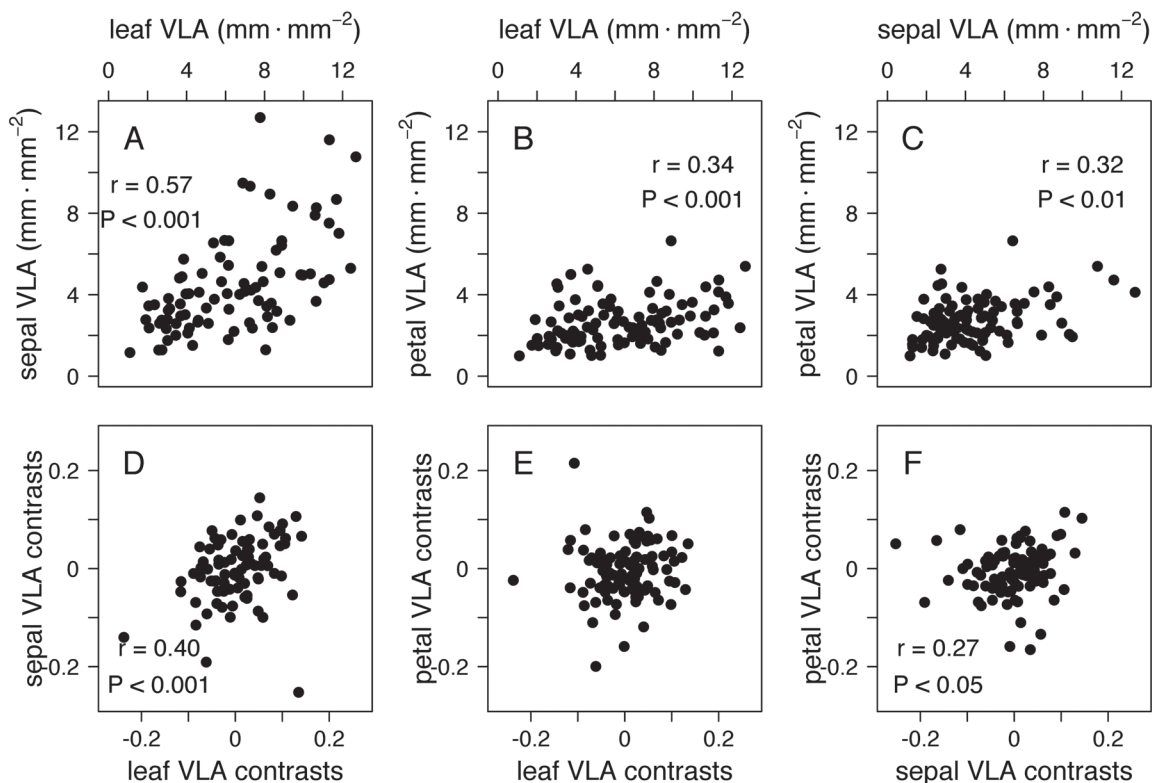 leaf VLA (mm · mm⁻²)
leaf VLA (mm · mm⁻²)
sepal VLA (mm · mm⁻²)
0 4 8 12
0 4 8 12
0 4 8 12
sepal VLA (mm · mm⁻²)
12
8
4
0
A
r = 0.57
P < 0.001
petal VLA (mm · mm⁻²)
12
8
4
0
B
r = 0.34
P < 0.001
petal VLA (mm · mm⁻²)
12
8
4
0
C
r = 0.32
P < 0.01
sepal VLA contrasts
0.2
0
-0.2
D
r = 0.40
P < 0.001
petal VLA contrasts
0.2
0
-0.2
E
petal VLA contrasts
0.2
0
-0.2
F
r = 0.27
P < 0.05
-0.2 0 0.2
-0.2 0 0.2
-0.2 0 0.2
leaf VLA contrasts
leaf VLA contrasts
sepal VLA contrasts